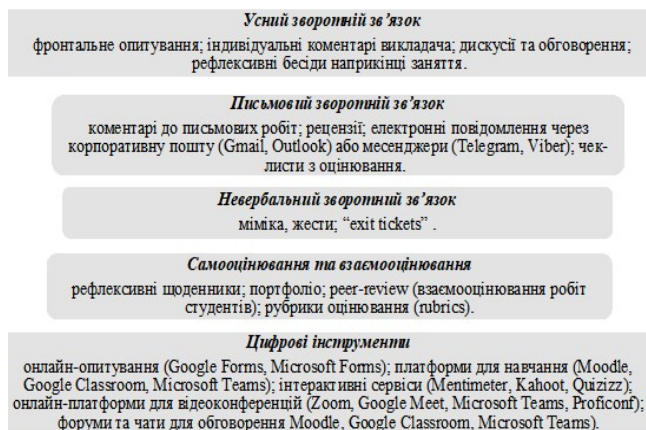 Усний зворотній зв’язок
фронтальне опитування; індивідуальні коментарі викладача; дискусії та обговорення;
рефлексивні бесіди наприкінці заняття.
Письмовий зворотній зв’язок
коментарі до письмових робіт; рецензії; електронні повідомлення через
корпоративну пошту (Gmail, Outlook) або месенджери (Telegram, Viber); чек-
листи з оцінювання.
Невербальний зворотний зв’язок
міміка, жести; “exit tickets” .
Самооцінювання та взаємооцінювання
рефлексивні щоденники; портфоліо; peer-review (взаємооцінювання робіт
студентів); рубрики оцінювання (rubrics).
Цифрові інструменти
онлайн-опитування (Google Forms, Microsoft Forms); платформи для навчання (Moodle,
Google Classroom, Microsoft Teams); інтерактивні сервіси (Mentimeter, Kahoot, Quizizz);
онлайн-платформи для відеоконференцій (Zoom, Google Meet, Microsoft Teams, Proficonf);
форуми та чати для обговорення Moodle, Google Classroom, Microsoft Teams).